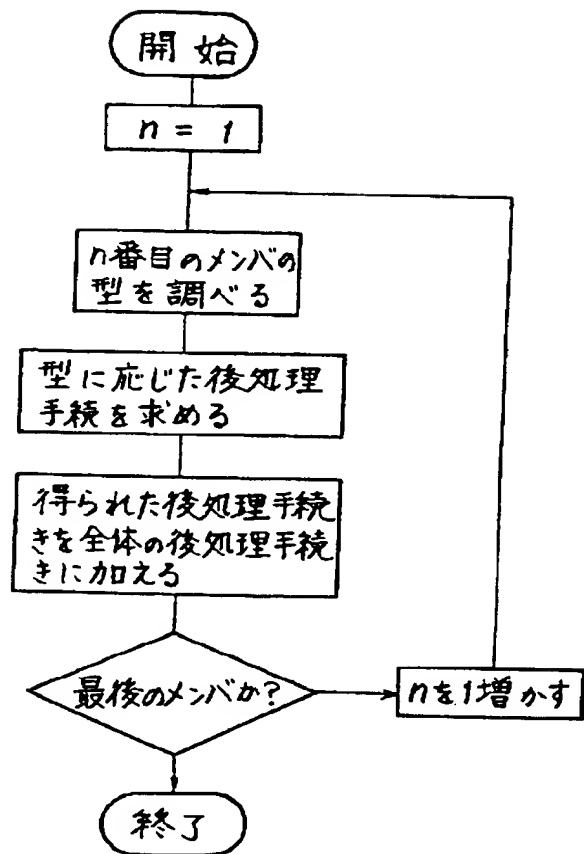 開始
n = 1
n番目のメンバの
型を調べる
型に応じた後処理
手続を求める
得られた後処理手続
きを全体の後処理手続
きに加える
最後のメンバか?
nを1増かす
終了